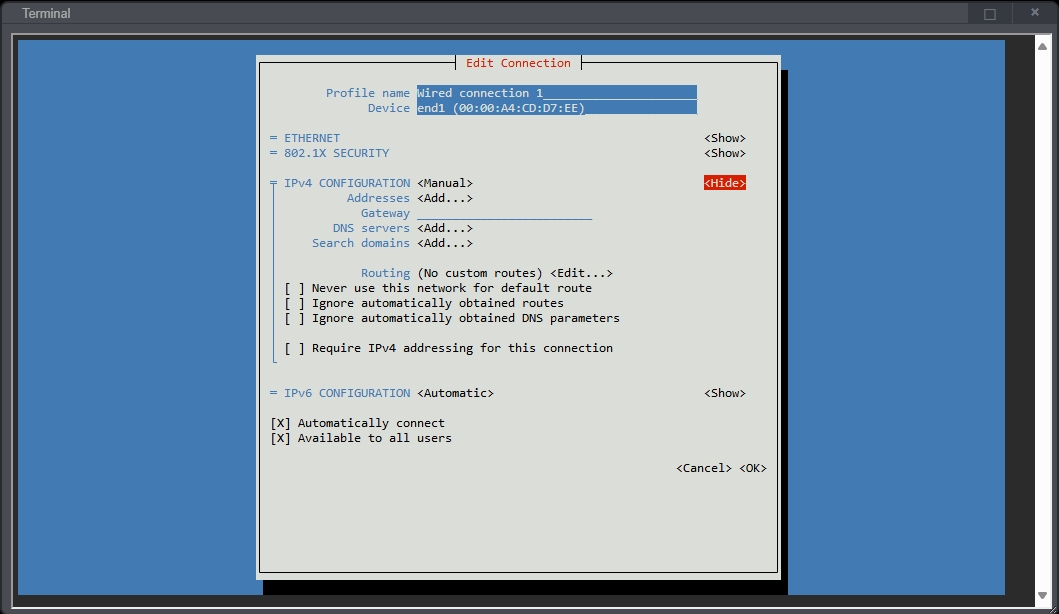 Terminal
Edit Connection
Profile name Wired connection 1
Device end1 (00:00:A4:CD:D7:EE)
= ETHERNET <Show>
= 802.1X SECURITY <Show>
IPv4 CONFIGURATION <Manual> <Hide>
Addresses <Add...>
Gateway
DNS servers <Add...>
Search domains <Add...>
Routing (No custom routes) <Edit...>
[ ] Never use this network for default route
[ ] Ignore automatically obtained routes
[ ] Ignore automatically obtained DNS parameters
[ ] Require IPv4 addressing for this connection
= IPv6 CONFIGURATION <Automatic> <Show>
[X] Automatically connect
[X] Available to all users
<Cancel> <OK>